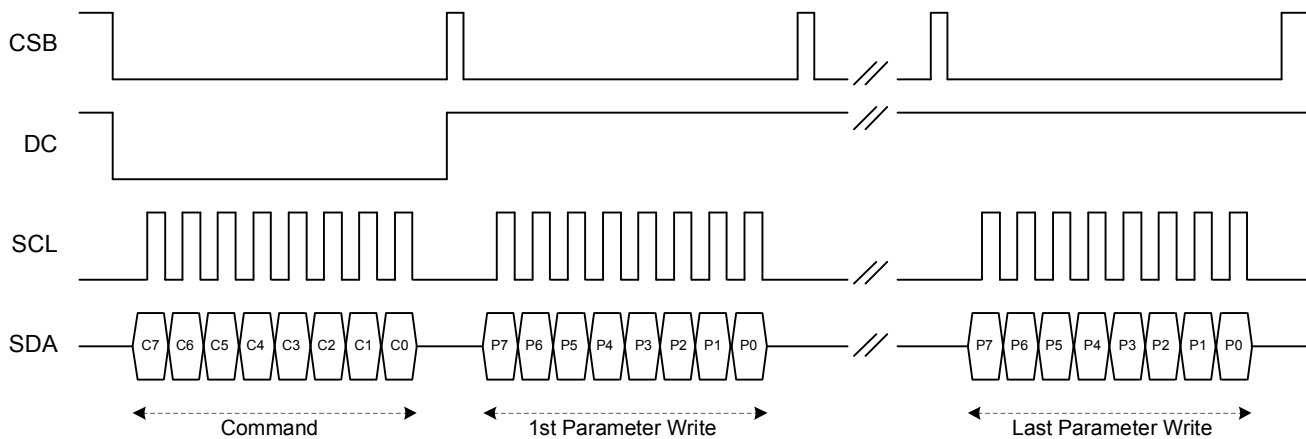 CSB
DC
SCL
SDA
C7 C6 C5 C4 C3 C2 C1 C0
P7 P6 P5 P4 P3 P2 P1 P0
P7 P6 P5 P4 P3 P2 P1 P0
Command
1st Parameter Write
Last Parameter Write